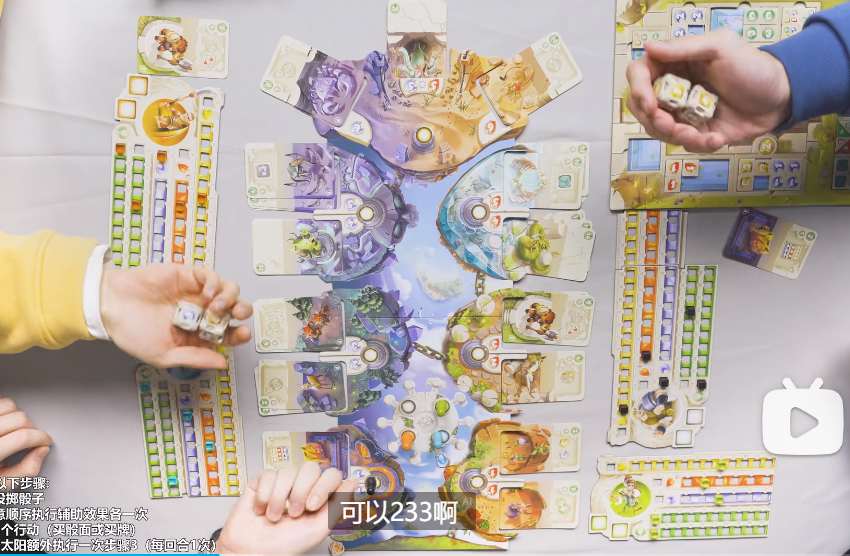 可以233啊
以下步骤:
投掷骰子
意顺序执行辅助效果各一次
个行动（买骰面或买牌）
太阳额外执行一次步骤3（每回合1次）